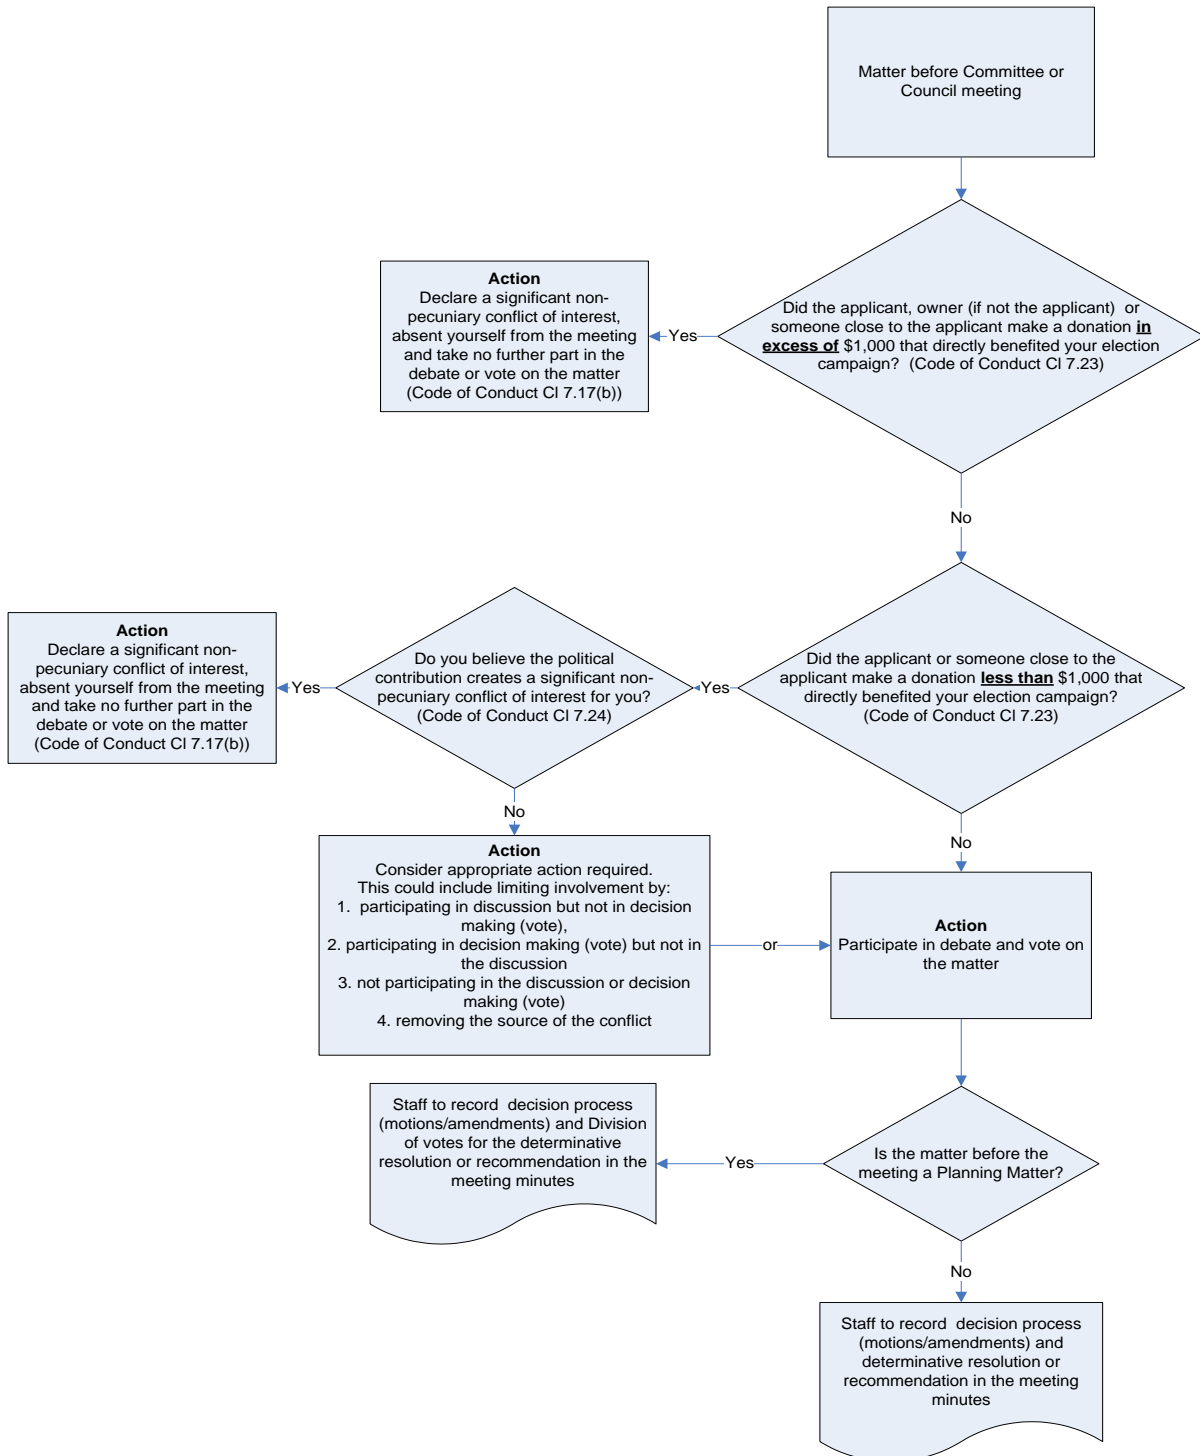 Matter before Committee or
Council meeting
Did the applicant, owner (if not the applicant)  or
someone close to the applicant make a donation in
excess of $1,000 that directly benefited your election
campaign?  (Code of Conduct Cl 7.23)
Yes
Action
Declare a significant non-
pecuniary conflict of interest,
absent yourself from the meeting
and take no further part in the
debate or vote on the matter
(Code of Conduct Cl 7.17(b))
No
Did the applicant or someone close to the
applicant make a donation less than $1,000 that
directly benefited your election campaign?
(Code of Conduct Cl 7.23)
Yes
Do you believe the political
contribution creates a significant non-
pecuniary conflict of interest for you?
(Code of Conduct Cl 7.24)
Yes
Action
Declare a significant non-
pecuniary conflict of interest,
absent yourself from the meeting
and take no further part in the
debate or vote on the matter
(Code of Conduct Cl 7.17(b))
No
Action
Consider appropriate action required.
This could include limiting involvement by:
1.  participating in discussion but not in decision
making (vote),
2. participating in decision making (vote) but not in
the discussion
3. not participating in the discussion or decision
making (vote)
4. removing the source of the conflict
or
No
Action
Participate in debate and vote on
the matter
Is the matter before the
meeting a Planning Matter?
Yes
Staff to record  decision process
(motions/amendments) and Division
of votes for the determinative
resolution or recommendation in the
meeting minutes
No
Staff to record  decision process
(motions/amendments) and
determinative resolution or
recommendation in the meeting
minutes